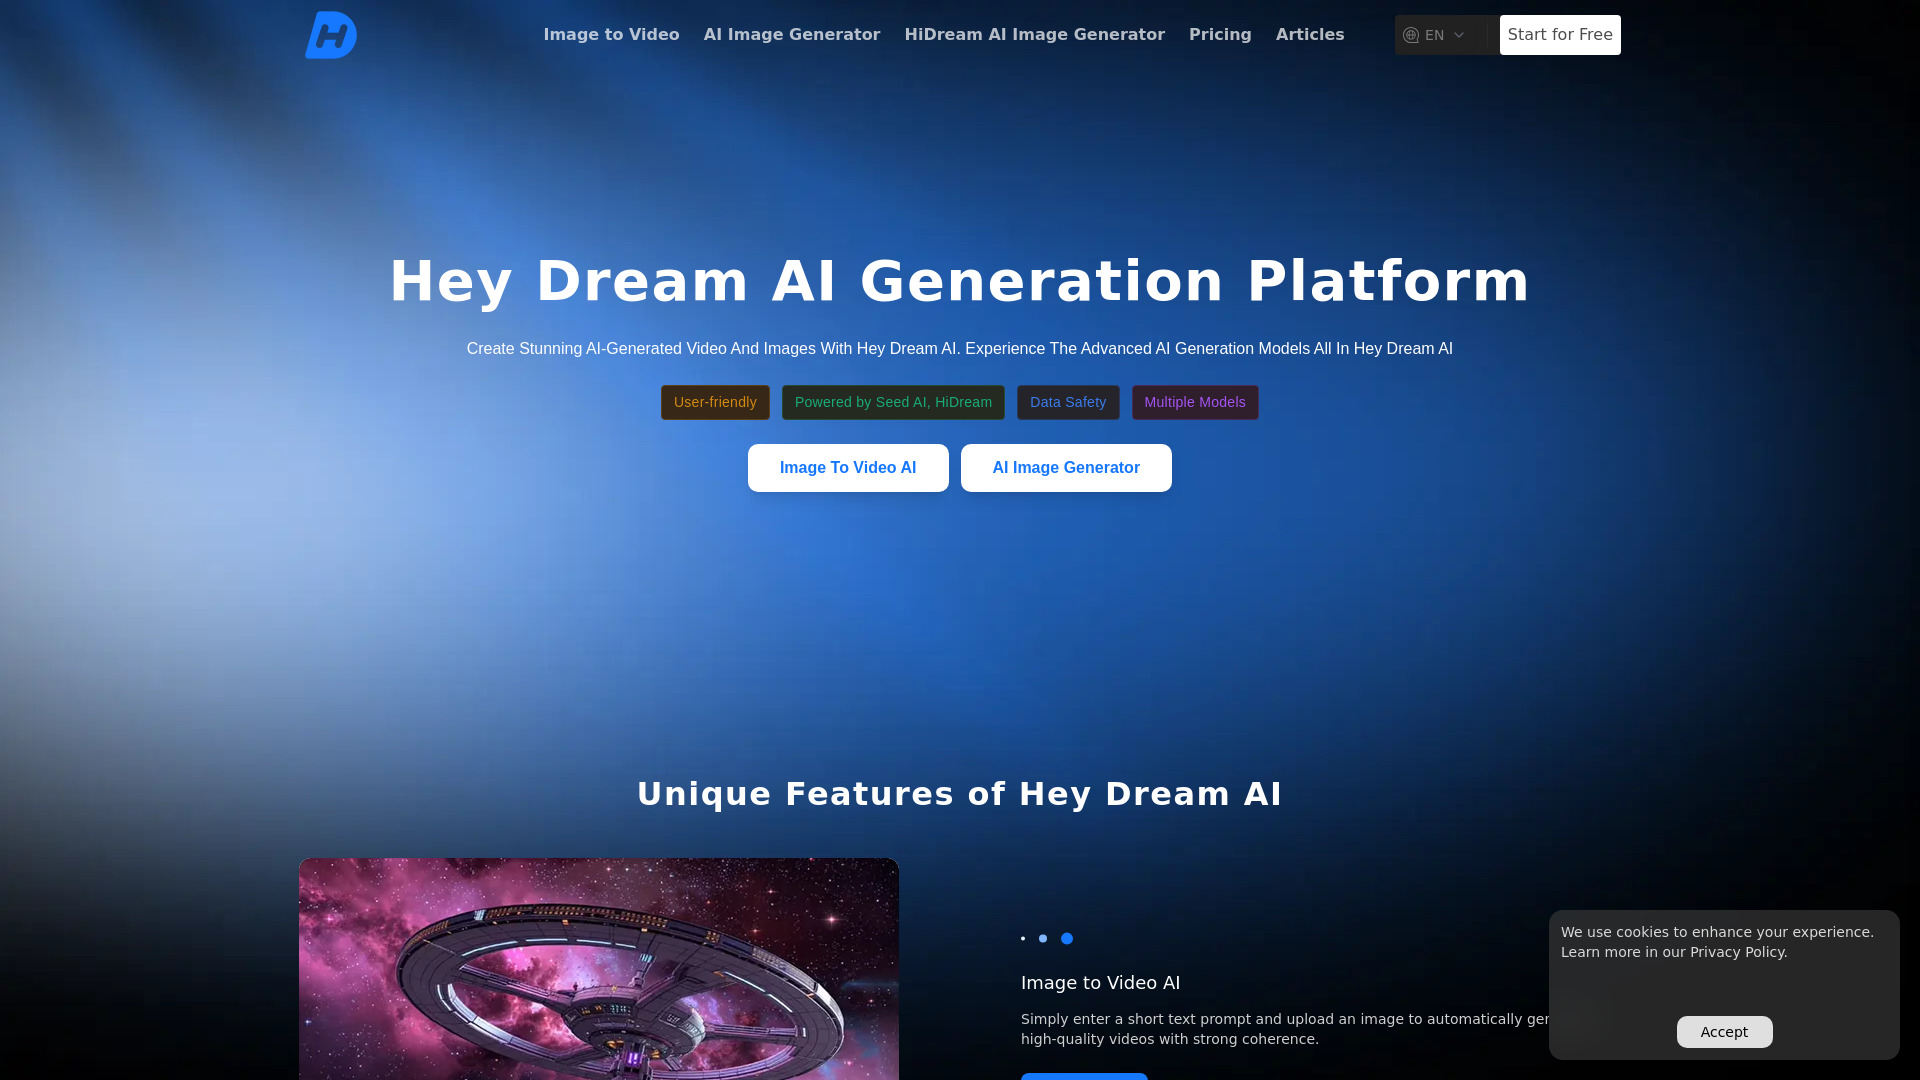 Image to Video
AI Image Generator
HiDream AI Image Generator
Pricing
Articles
EN
Start for Free
Hey Dream AI Generation Platform
Create Stunning AI-Generated Video And Images With Hey Dream AI. Experience The Advanced AI Generation Models All In Hey Dream AI
User-friendly
Powered by Seed AI, HiDream
Data Safety
Multiple Models
Image To Video AI
AI Image Generator
Unique Features of Hey Dream AI
Image to Video AI
Simply enter a short text prompt and upload an image to automatically ger
high-quality videos with strong coherence.
We use cookies to enhance your experience.
Learn more in our Privacy Policy.
Accept